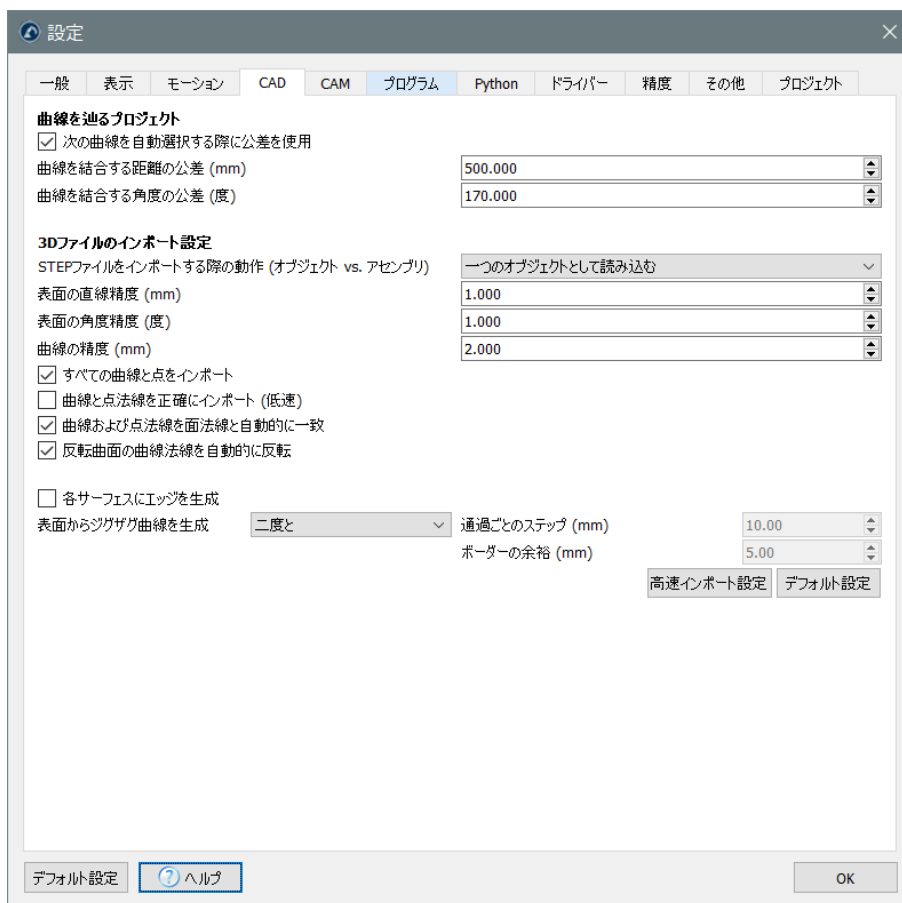 設定
一般 表示 モーション CAD CAM プログラム Python ドライバー 精度 その他 プロジェクト
曲線を辿るプロジェクト
次の曲線を自動選択する際に公差を使用
曲線を結合する距離の公差 (mm) 500.000
曲線を結合する角度の公差 (度) 170.000
3Dファイルのインポート設定
STEPファイルをインポートする際の動作 (オブジェクト vs. アセンブリ) 一つのオブジェクトとして読み込む
表面の直線精度 (mm) 1.000
表面の角度精度 (度) 1.000
曲線の精度 (mm) 2.000
すべての曲線と点をインポート
曲線と点法線を正確にインポート (低速)
曲線および点法線を面法線と自動的に一致
反転曲面の曲線法線を自動的に反転
各サーフェスにエッジを生成
表面からジグザグ曲線を生成 二度と 通過ごとのステップ (mm) 10.00
ボーダーの余裕 (mm) 5.00
高速インポート設定 デフォルト設定
デフォルト設定 ヘルプ OK